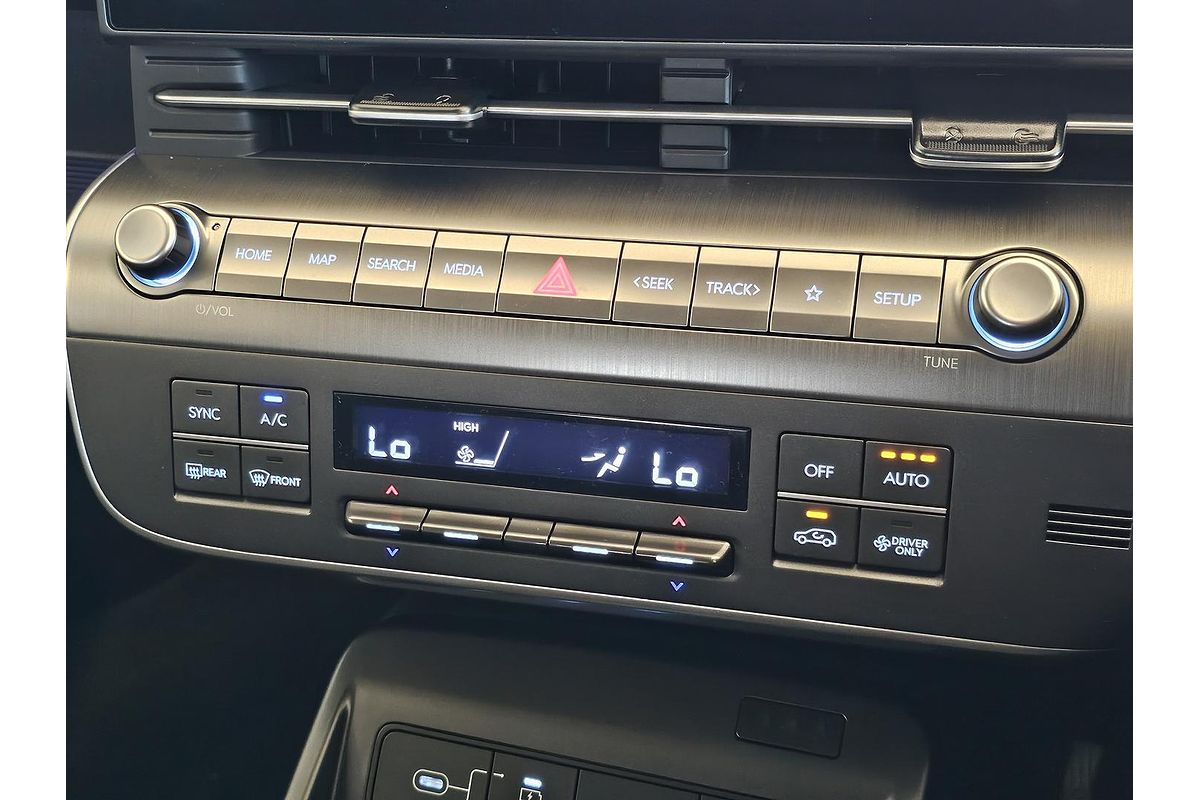 HOME
MAP
SEARCH
MEDIA
<SEEK
TRACK>
SETUP
/VOL
TUNE
SYNC
A/C
REAR
FRONT
Lo
HIGH
Lo
OFF
AUTO
DRIVER
ONLY